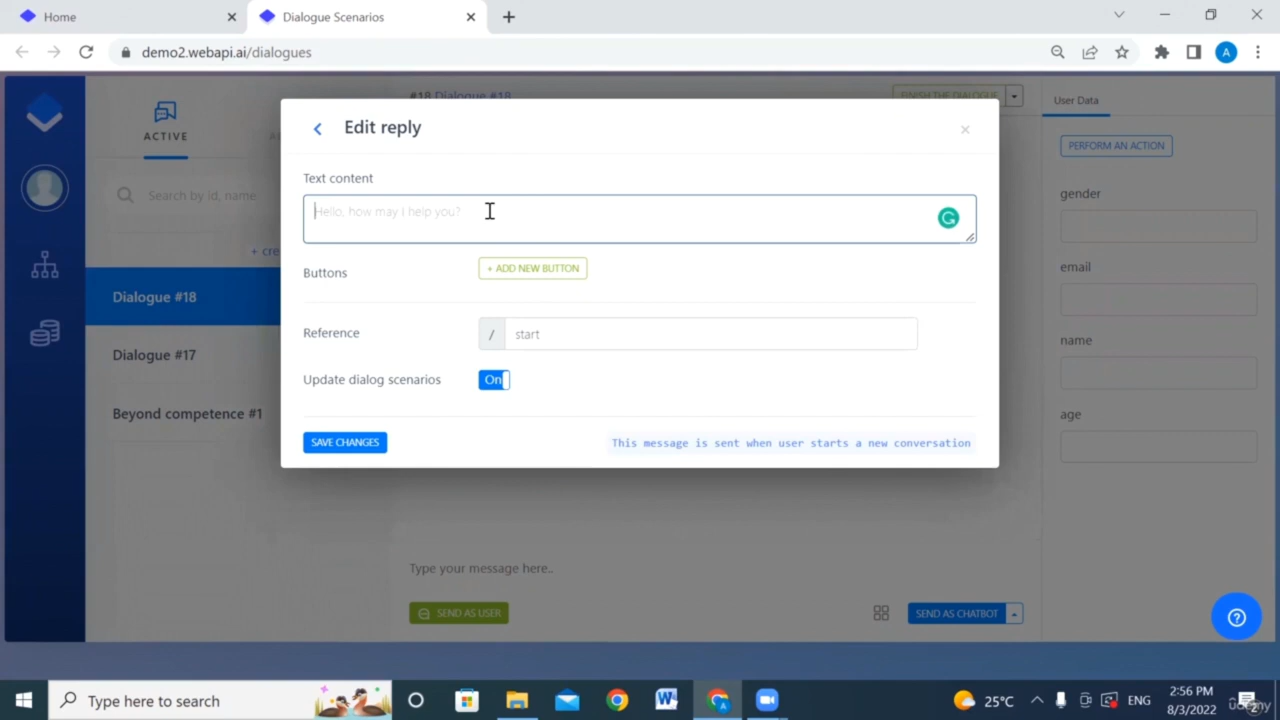 Home
Dialogue Scenarios
demo2.webapi.ai/dialogues
A
ACTIVE
#18 Dialogue #18
FINISH THE DIALOGUE
User Data
Edit reply
PERFORM AN ACTION
Text content
Search by id, name
gender
Hello, how may I help you?
+ cre
Buttons
+ ADD NEW BUTTON
email
Dialogue #18
Reference
/ start
name
Dialogue #17
Update dialog scenarios
On
Beyond competence #1
age
SAVE CHANGES
This message is sent when user starts a new conversation
Type your message here..
SEND AS USER
SEND AS CHATBOT
Type here to search
25°C
ENG
2:56 PM
8/3/2022
2
udemy